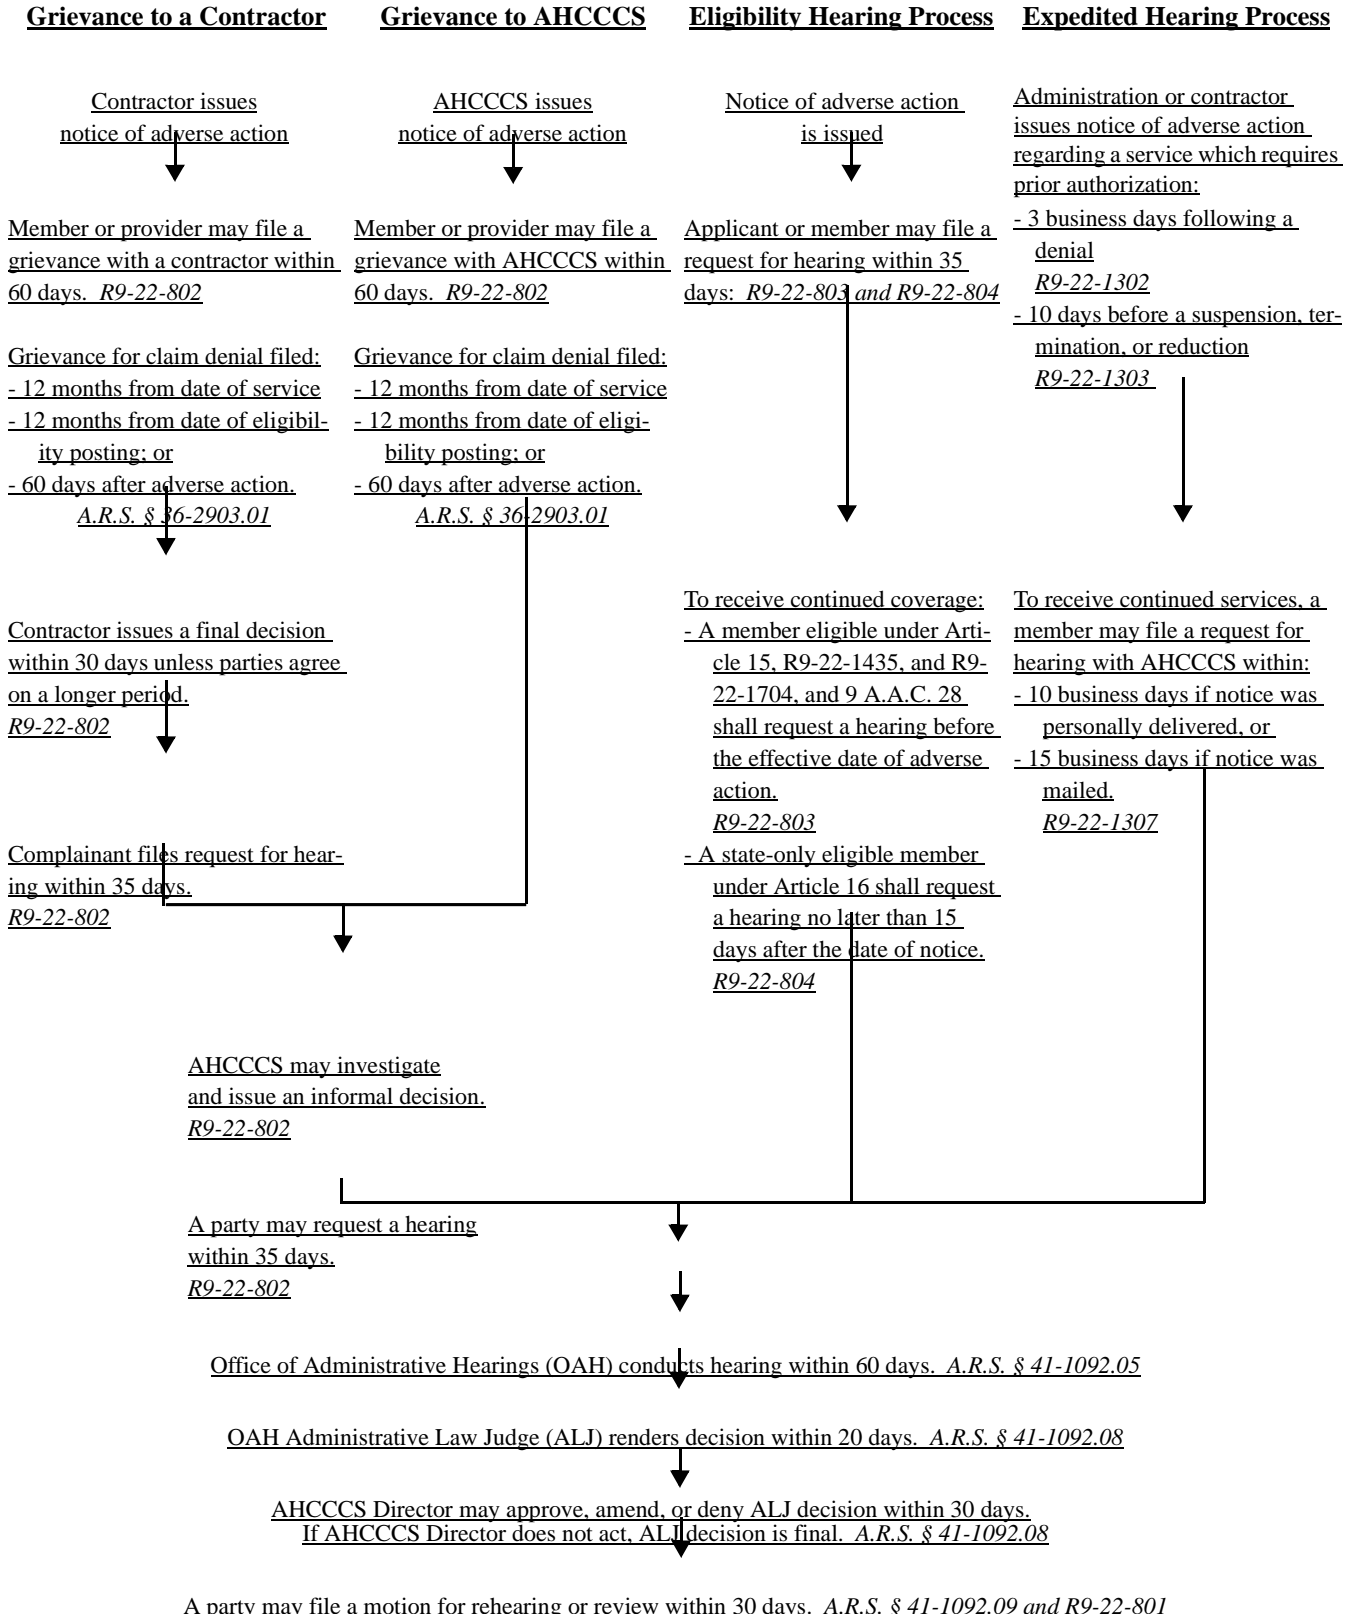 Grievance to a Contractor
Contractor issues
notice of adverse action
Member or provider may file a
grievance with a contractor within
60 days. R9-22-802
Grievance for claim denial filed:
- 12 months from date of service
- 12 months from date of eligibil-
ity posting; or
- 60 days after adverse action.
A.R.S. § 36-2903.01
Contractor issues a final decision
within 30 days unless parties agree
on a longer period.
R9-22-802
Complainant files request for hear-
ing within 35 days.
R9-22-802
Grievance to AHCCCS
AHCCCS issues
notice of adverse action
Member or provider may file a
grievance with AHCCCS within
60 days. R9-22-802
Grievance for claim denial filed:
- 12 months from date of service
- 12 months from date of eligi-
bility posting; or
- 60 days after adverse action.
A.R.S. § 36-2903.01
AHCCCS may investigate
and issue an informal decision.
R9-22-802
A party may request a hearing
within 35 days.
R9-22-802
Eligibility Hearing Process
Notice of adverse action
is issued
Applicant or member may file a
request for hearing within 35
days: R9-22-803 and R9-22-804
To receive continued coverage:
- A member eligible under Arti-
cle 15, R9-22-1435, and R9-
22-1704, and 9 A.A.C. 28
shall request a hearing before
the effective date of adverse
action.
R9-22-803
- A state-only eligible member
under Article 16 shall request
a hearing no later than 15
days after the date of notice.
R9-22-804
Expedited Hearing Process
Administration or contractor
issues notice of adverse action
regarding a service which requires
prior authorization:
- 3 business days following a
denial
R9-22-1302
- 10 days before a suspension, ter-
mination, or reduction
R9-22-1303
To receive continued services, a
member may file a request for
hearing with AHCCCS within:
- 10 business days if notice was
personally delivered, or
- 15 business days if notice was
mailed.
R9-22-1307
Office of Administrative Hearings (OAH) conducts hearing within 60 days. A.R.S. § 41-1092.05
OAH Administrative Law Judge (ALJ) renders decision within 20 days. A.R.S. § 41-1092.08
AHCCCS Director may approve, amend, or deny ALJ decision within 30 days.
If AHCCCS Director does not act, ALJ decision is final. A.R.S. § 41-1092.08
A party may file a motion for rehearing or review within 30 days. A.R.S. § 41-1092.09 and R9-22-801